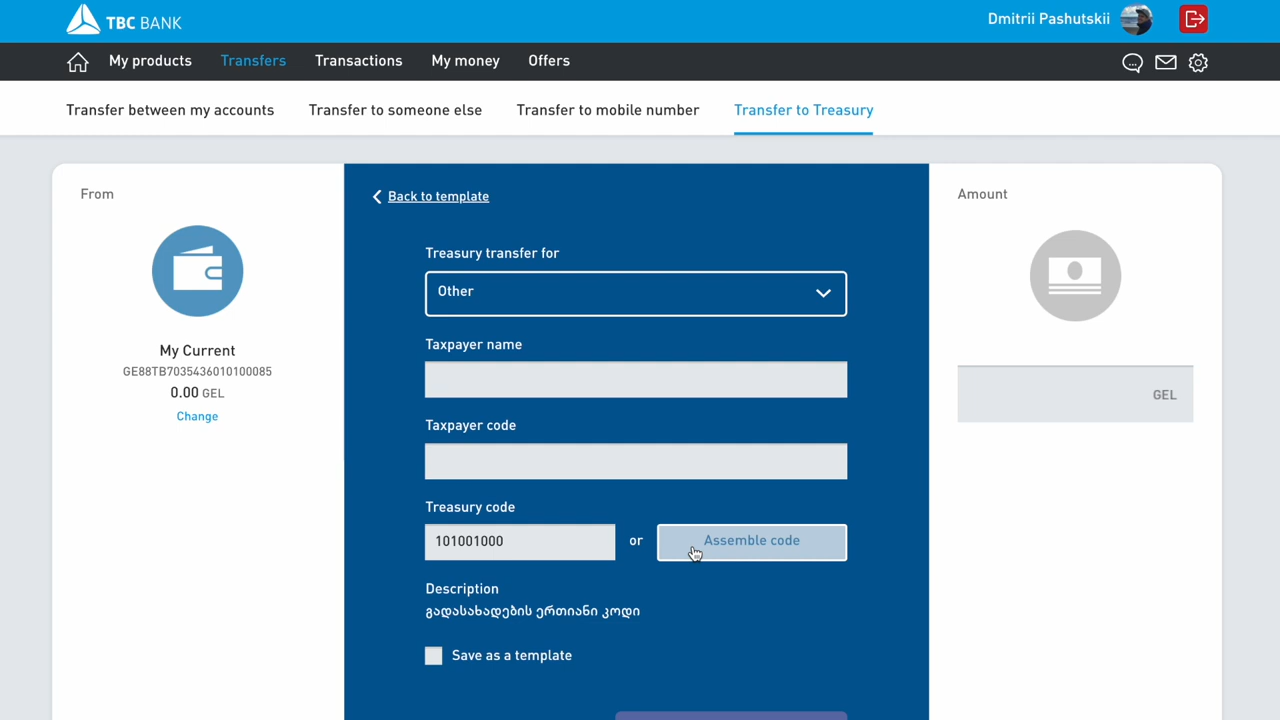 TBC BANK
Dmitrii Pashutskii
My products Transfers Transactions My money Offers
Transfer between my accounts Transfer to someone else Transfer to mobile number Transfer to Treasury
From
My Current
GE88TB7035436010100085
0.00 GEL
Change
Back to template
Treasury transfer for
Other
Taxpayer name
Taxpayer code
Treasury code
101001000 or Assemble code
Description
გადასახადების ერთიანი კოდი
Save as a template
Amount
GEL